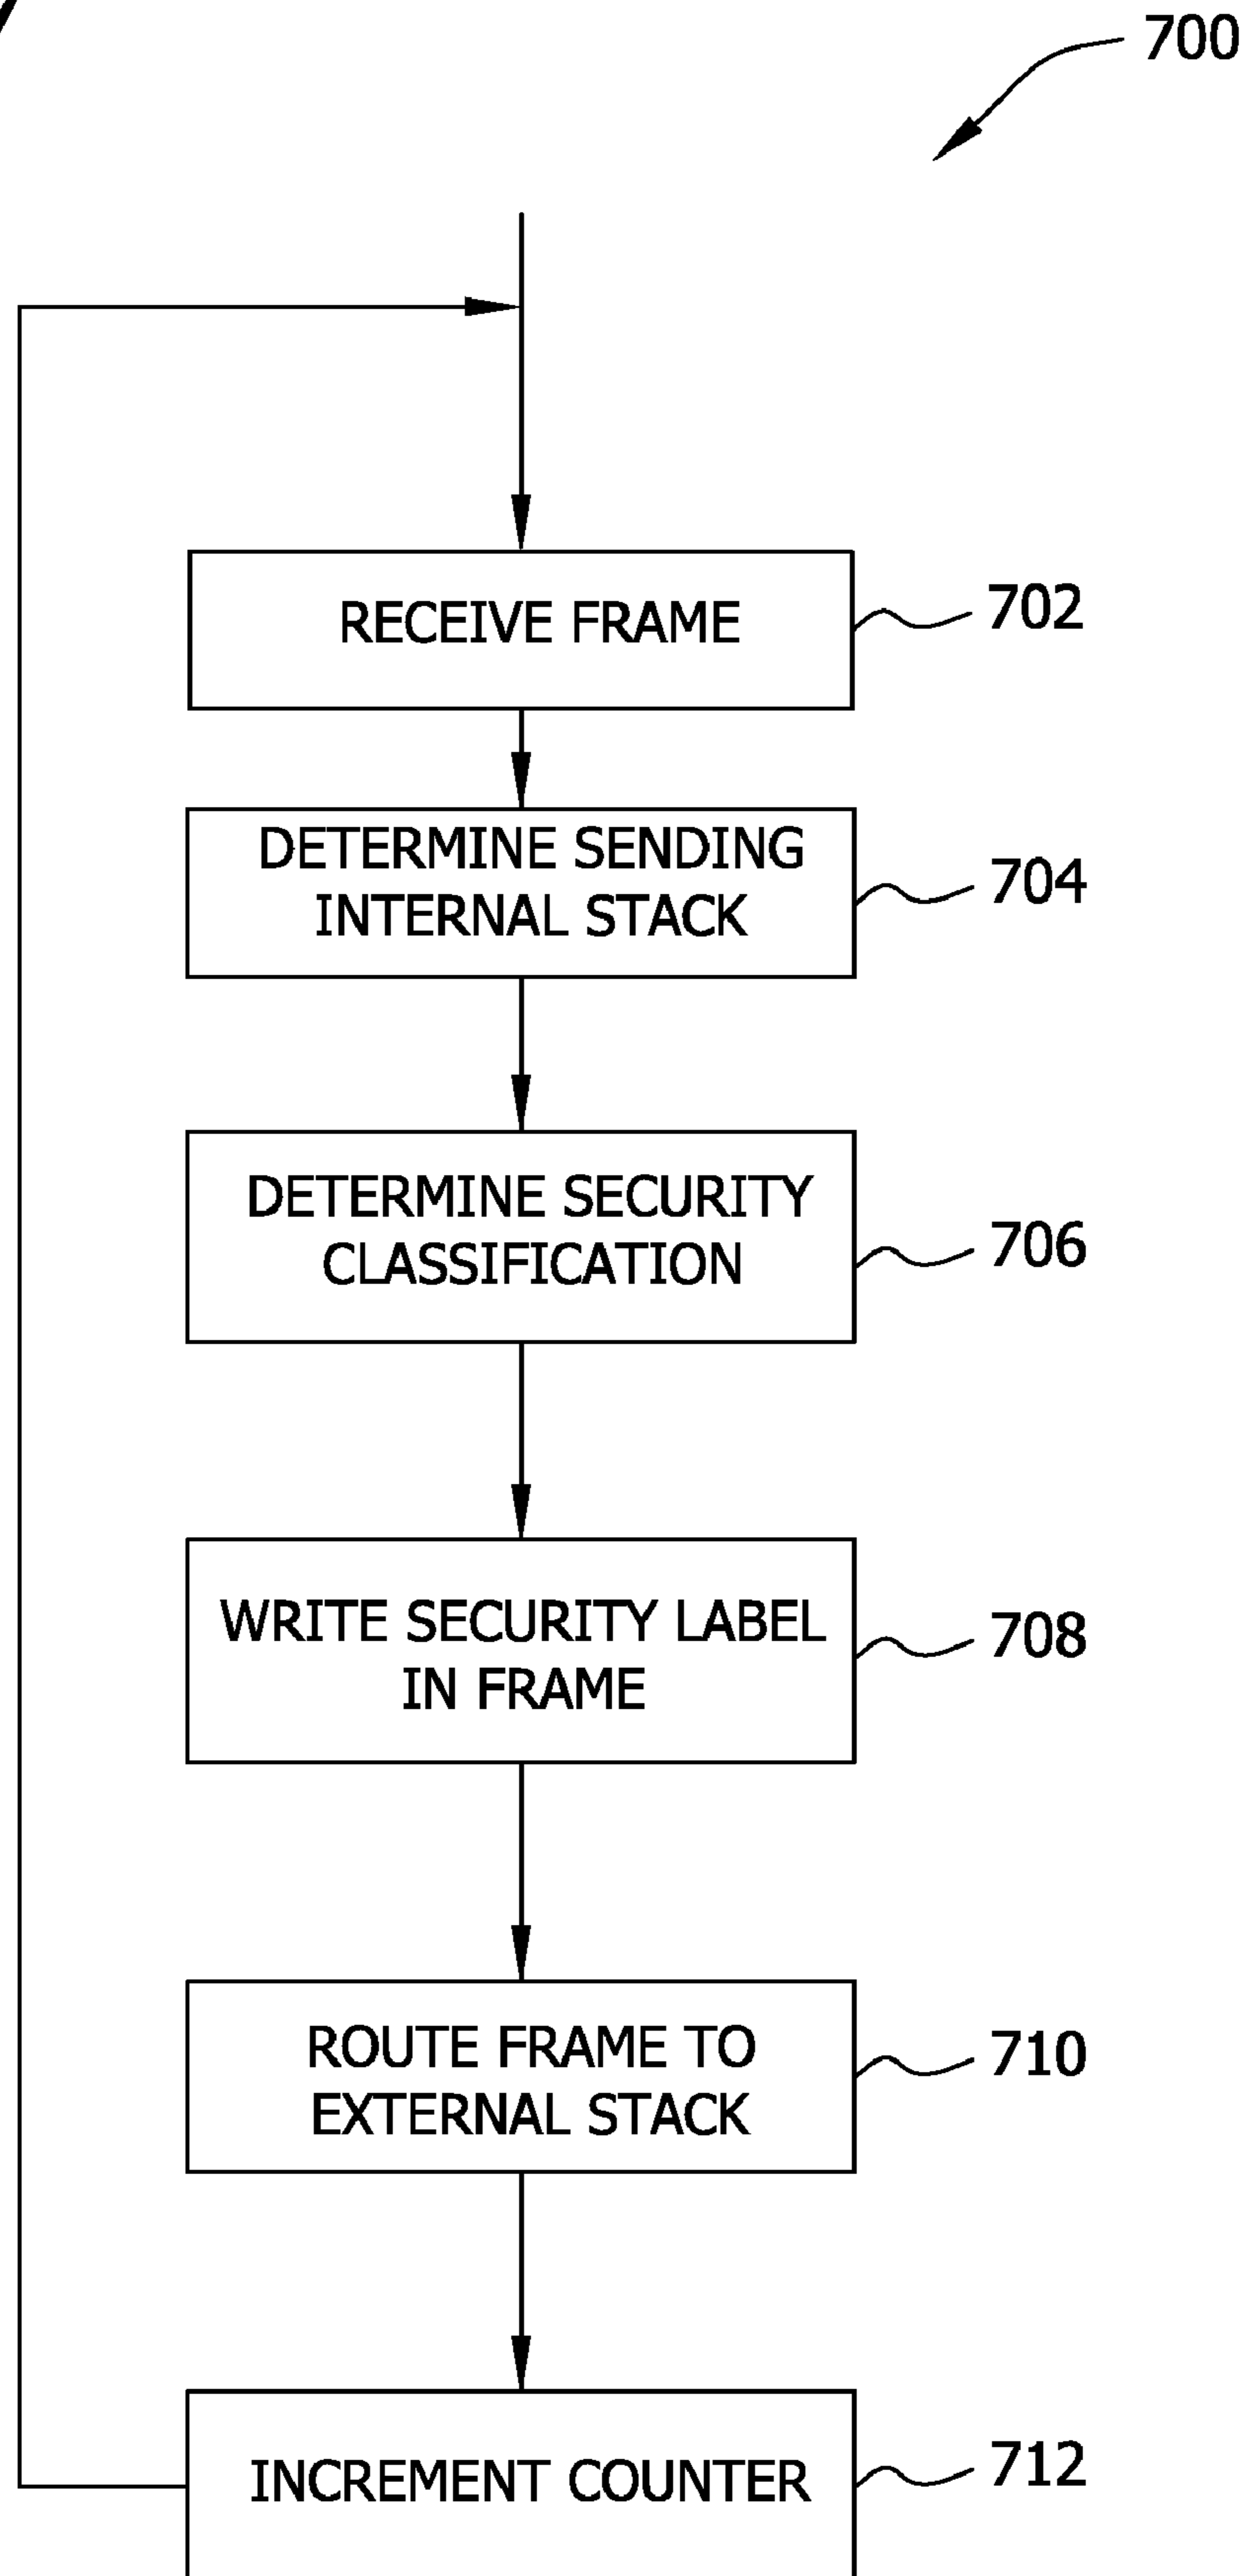 700
RECEIVE FRAME
702
DETERMINE SENDING
INTERNAL STACK
704
DETERMINE SECURITY
CLASSIFICATION
706
WRITE SECURITY LABEL
IN FRAME
708
ROUTE FRAME TO
EXTERNAL STACK
710
INCREMENT COUNTER
712